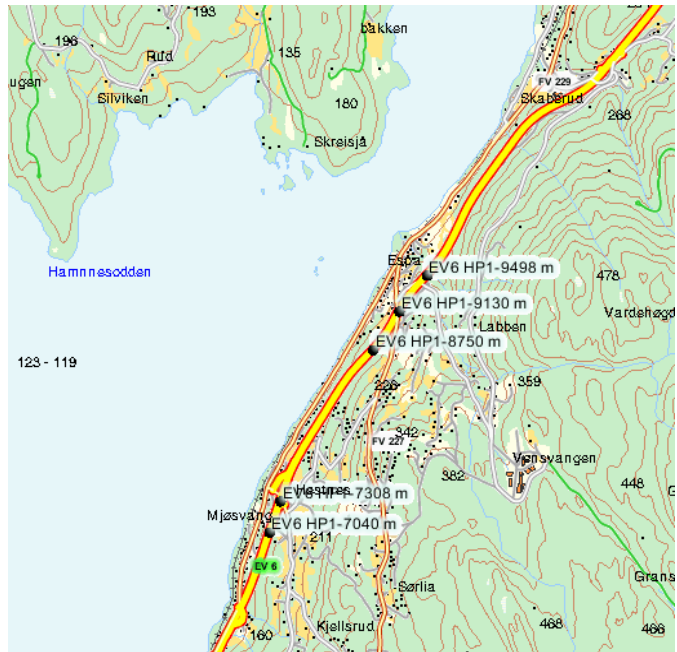 193
bakken
196
Rud
135
ugen
Silviken
180
FV 229
Skaberud
268
Skreisjå
Espa
EV6 HP1-9498 m
478
Hamnnesodden
EV6 HP1-9130 m
Vardehøgd
Labben
EV6 HP1-8750 m
123 - 119
226
359
342
FV 227
Vensvangen
382
448
EV6 HP1-7308 m
Mjøsvang
EV6 HP1-7040 m
211
EV 6
Grans
Sørlia
468
Kjellsrud
466
160